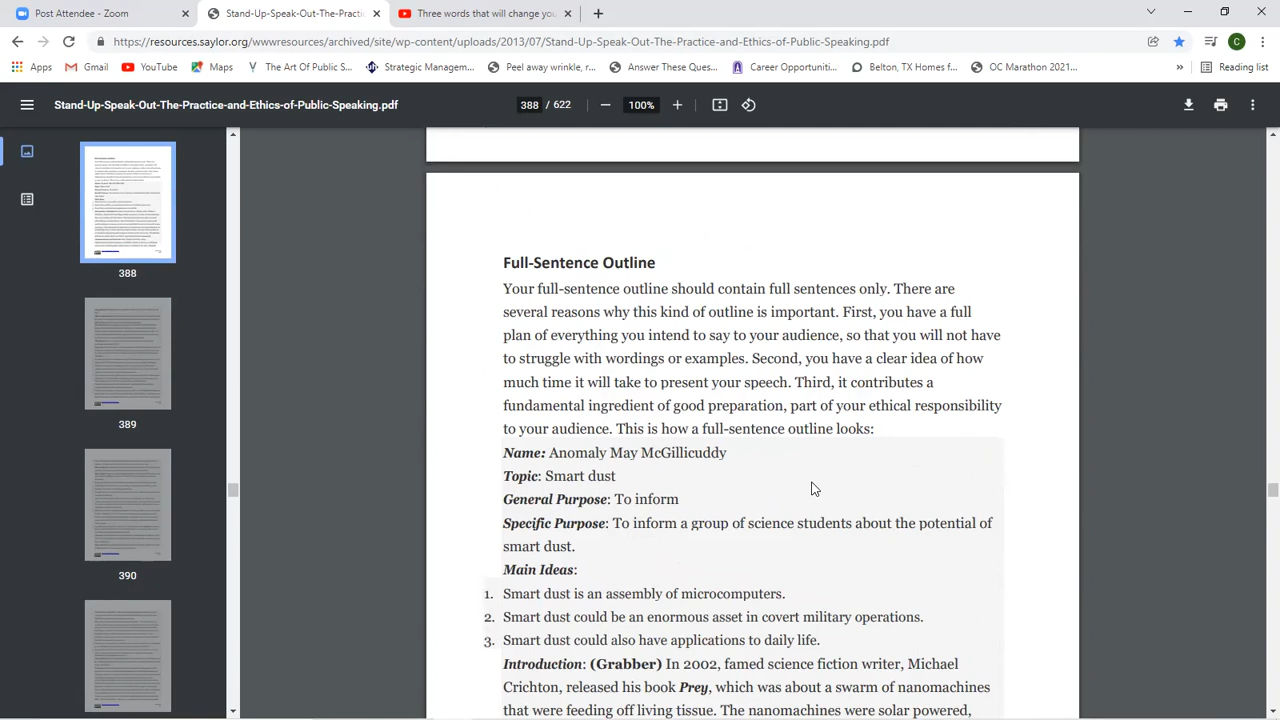 Post Attendee - Zoom
Stand-Up-Speak-Out-The-Practi
Three words that will change you
https://resources.saylor.org/wwwresources/archived/site/wp-content/uploads/2013/07/Stand-Up-Speak-Out-The-Practice-and-Ethics-of-Public-Speaking.pdf
C
Apps
Gmail
YouTube
Maps
The Art Of Public S...
Strategic Managem...
Peel away wrinkle, r...
Answer These Ques...
Career Opportuniti...
Belton, TX Homes f...
OC Marathon 2021...
»
Reading list
Stand-Up-Speak-Out-The-Practice-and-Ethics-of-Public-Speaking.pdf
388 / 622
100%
388
389
390
Full-Sentence Outline
Your full-sentence outline should contain full sentences only. There are
several reasons why this kind of outline is important. First, you have a full
plan of everything you intend to say to your audience, so that you will not have
to struggle with wordings or examples. Second, you have a clear idea of how
much time it will take to present your speech. Third, it contributes a
fundamental ingredient of good preparation, part of your ethical responsibility
to your audience. This is how a full-sentence outline looks:
Name: Anomaly May McGillicuddy
Topic: Smart dust
General Purpose: To inform
Specific Purpose: To inform a group of science students about the potential of
smart dust.
Main Ideas:
1. Smart dust is an assembly of microcomputers.
2. Smart dust could be an enormous asset in covert military operations.
3. Smart dust could also have applications to daily life.
Introduction: (Grabber) In 2002, famed science fiction writer, Michael
Crichton, released his book Prey, which was about a swarm of nanomachines
that were feeding off living tissue. The nanomachines were solar powered,